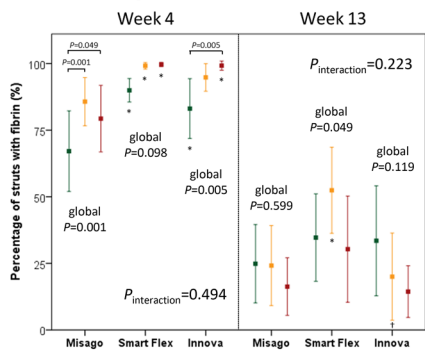 Week 4
Week 13
Percentage of struts with fibrin (%)
100
75
50
25
0
P=0.049
P=0.001
P=0.005
*
*
*
*
*
global
P=0.001
global
P=0.098
global
P=0.005
Pinteraction=0.494
Pinteraction=0.223
global
P=0.599
global
P=0.049
global
P=0.119
*
†
Misago
Smart Flex
Innova
Misago
Smart Flex
Innova